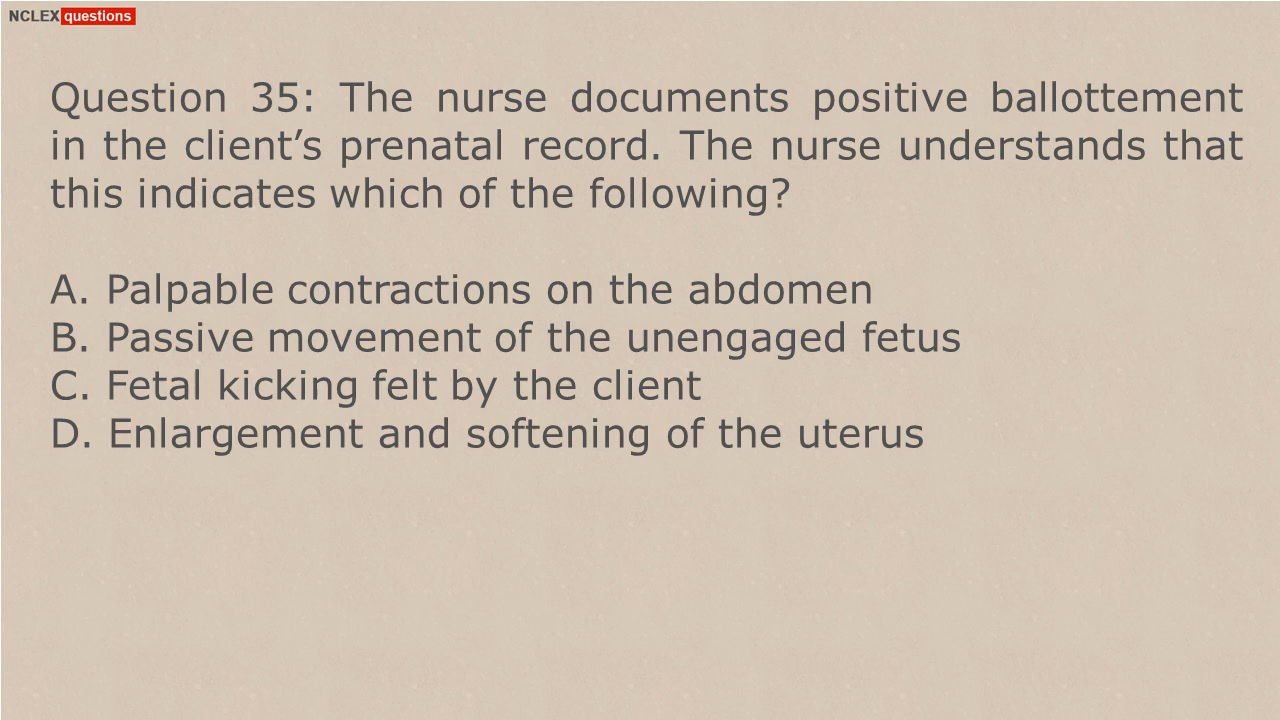 NCLEX questions
Question 35: The nurse documents positive ballottement
in the client’s prenatal record. The nurse understands that
this indicates which of the following?
A. Palpable contractions on the abdomen
B. Passive movement of the unengaged fetus
C. Fetal kicking felt by the client
D. Enlargement and softening of the uterus